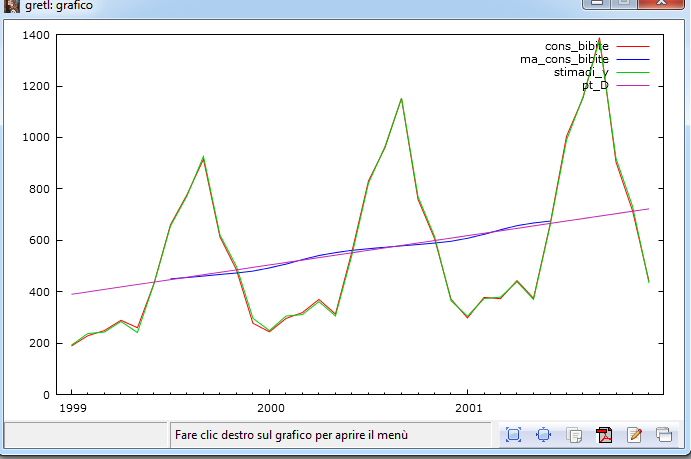 gretl: grafico
1400
1200
1000
800
600
400
200
0
1999
2000
2001
cons_bibite
ma_cons_bibite
stimadi_y
pt_D
Fare clic destro sul grafico per aprire il menù